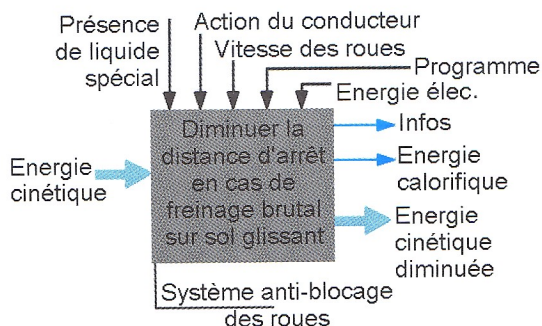 Présence
de liquide
spécial
Action du conducteur
Vitesse des roues
Programme
Energie élec.
Energie
cinétique
Diminuer la
distance d'arrêt
en cas de
freinage brutal
sur sol glissant
Infos
Energie
calorifique
Energie
cinétique
diminuée
Système anti-blocage
des roues